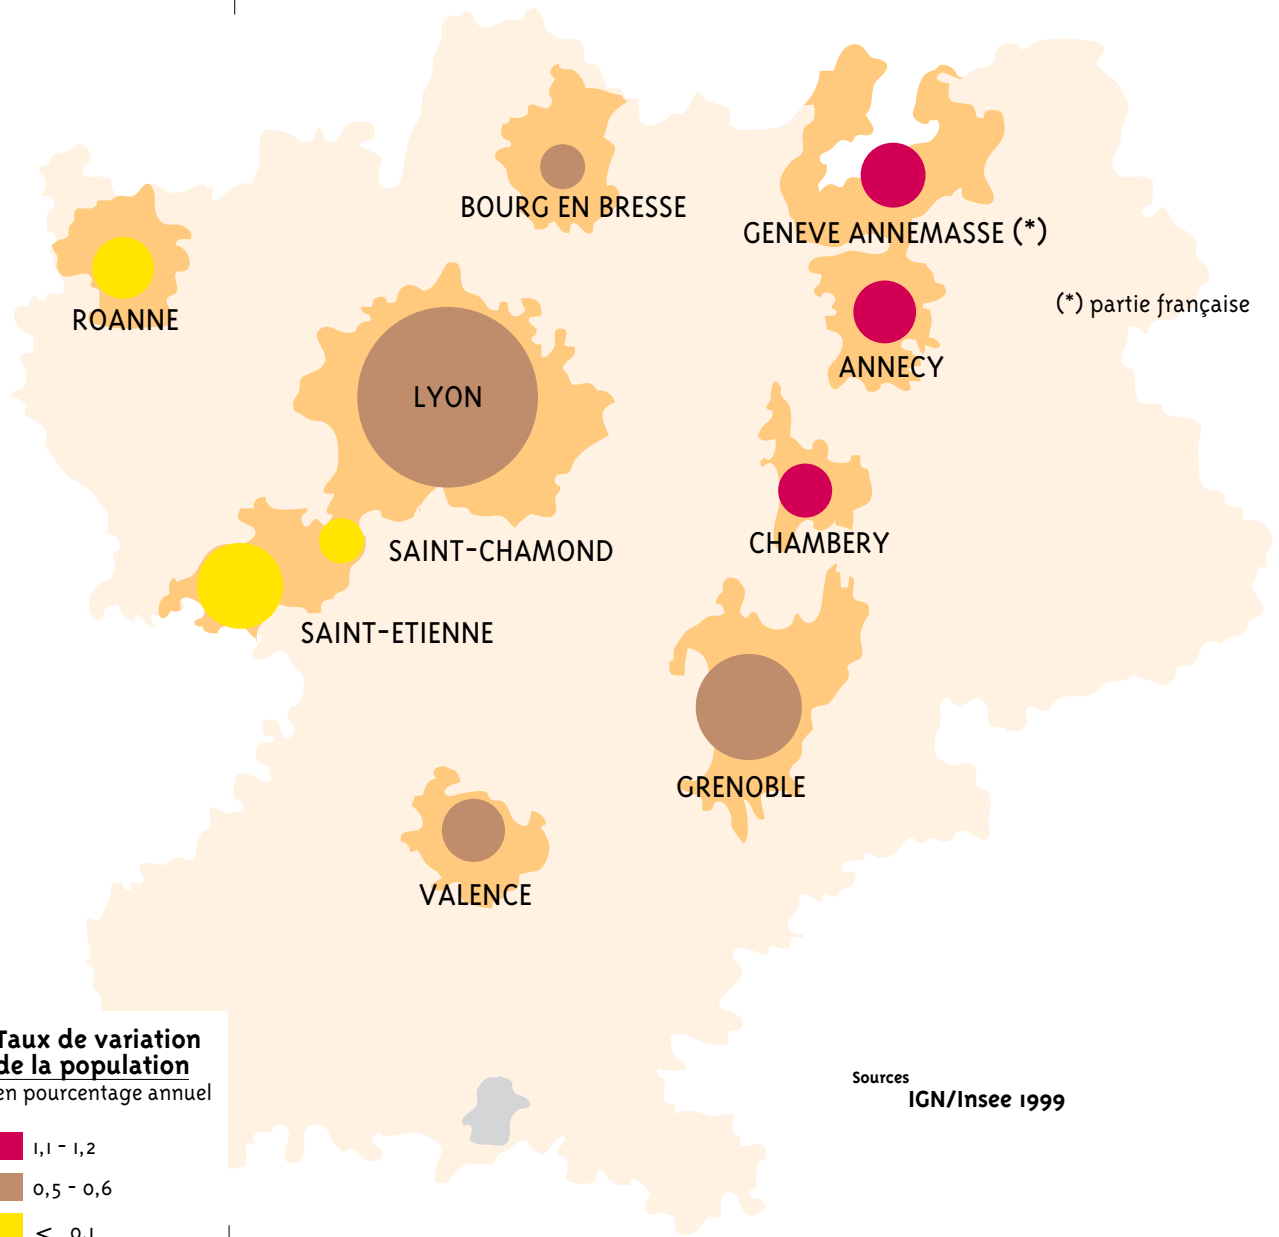 BOURG EN BRESSE
GENEVE ANNEMASSE (*)
(*) partie française
ROANNE
ANNECY
LYON
CHAMBERY
SAINT-CHAMOND
SAINT-ETIENNE
GRENOBLE
VALENCE
Taux de variation
de la population
en pourcentage annuel
1,1 - 1,2
0,5 - 0,6
< 0,1
Sources
IGN/Insee 1999